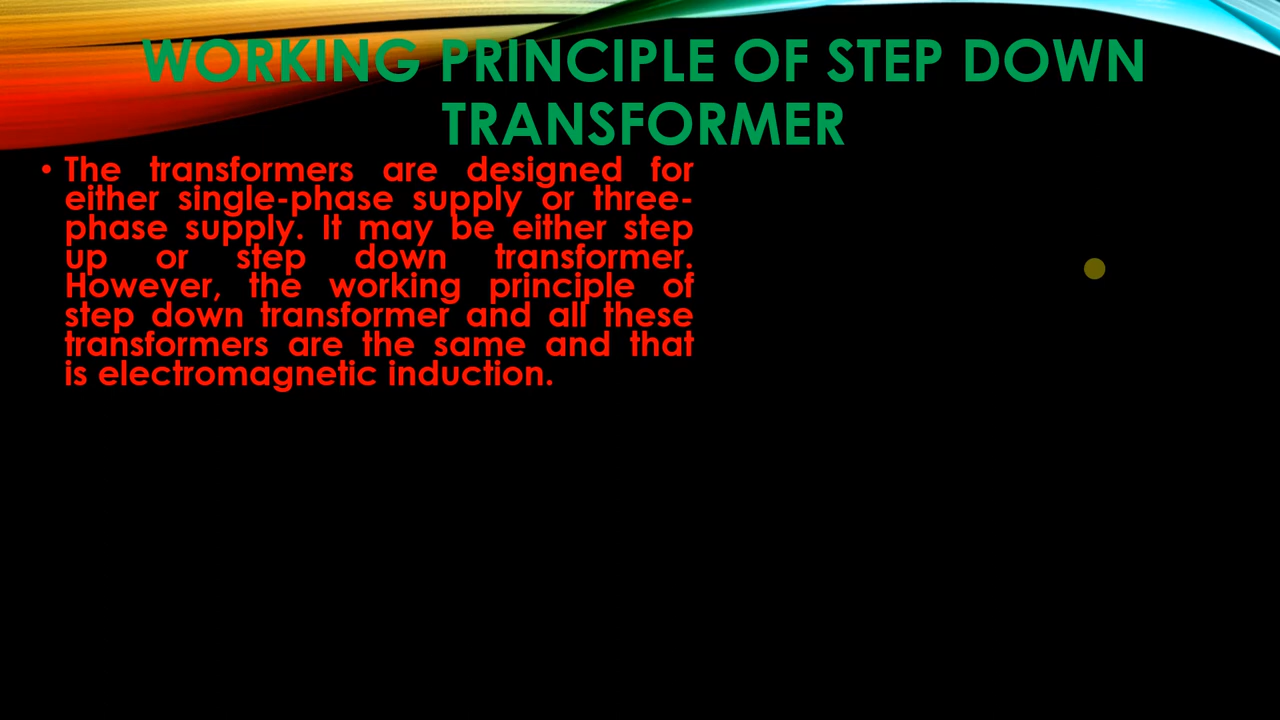 WORKING PRINCIPLE OF STEP DOWN
TRANSFORMER
• The transformers are designed for
either single-phase supply or three-
phase supply. It may be either step
up or step down transformer.
However, the working principle of
step down transformer and all these
transformers are the same and that
is electromagnetic induction.